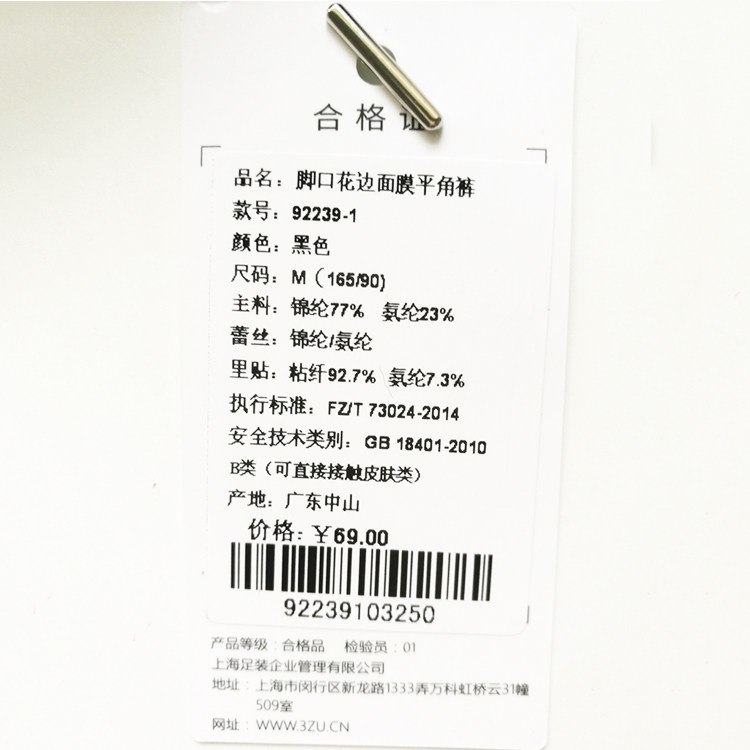 合格证
品名：脚口花边面膜平角裤
款号：92239-1
颜色：黑色
尺码：M（165/90)
主料：锦纶77% 氨纶23%
蕾丝：锦纶/氨纶
里贴：粘纤92.7% 氨纶7.3%
执行标准：FZ/T 73024-2014
安全技术类别：GB 18401-2010
B类（可直接接触皮肤类）
产地：广东中山
价格：￥69.00
92239103250
产品等级：合格品 检验员：01
上海足装企业管理有限公司
地址：上海市闵行区新龙路1333弄万科虹桥云31幢
509室
网址：WWW.3ZU.CN